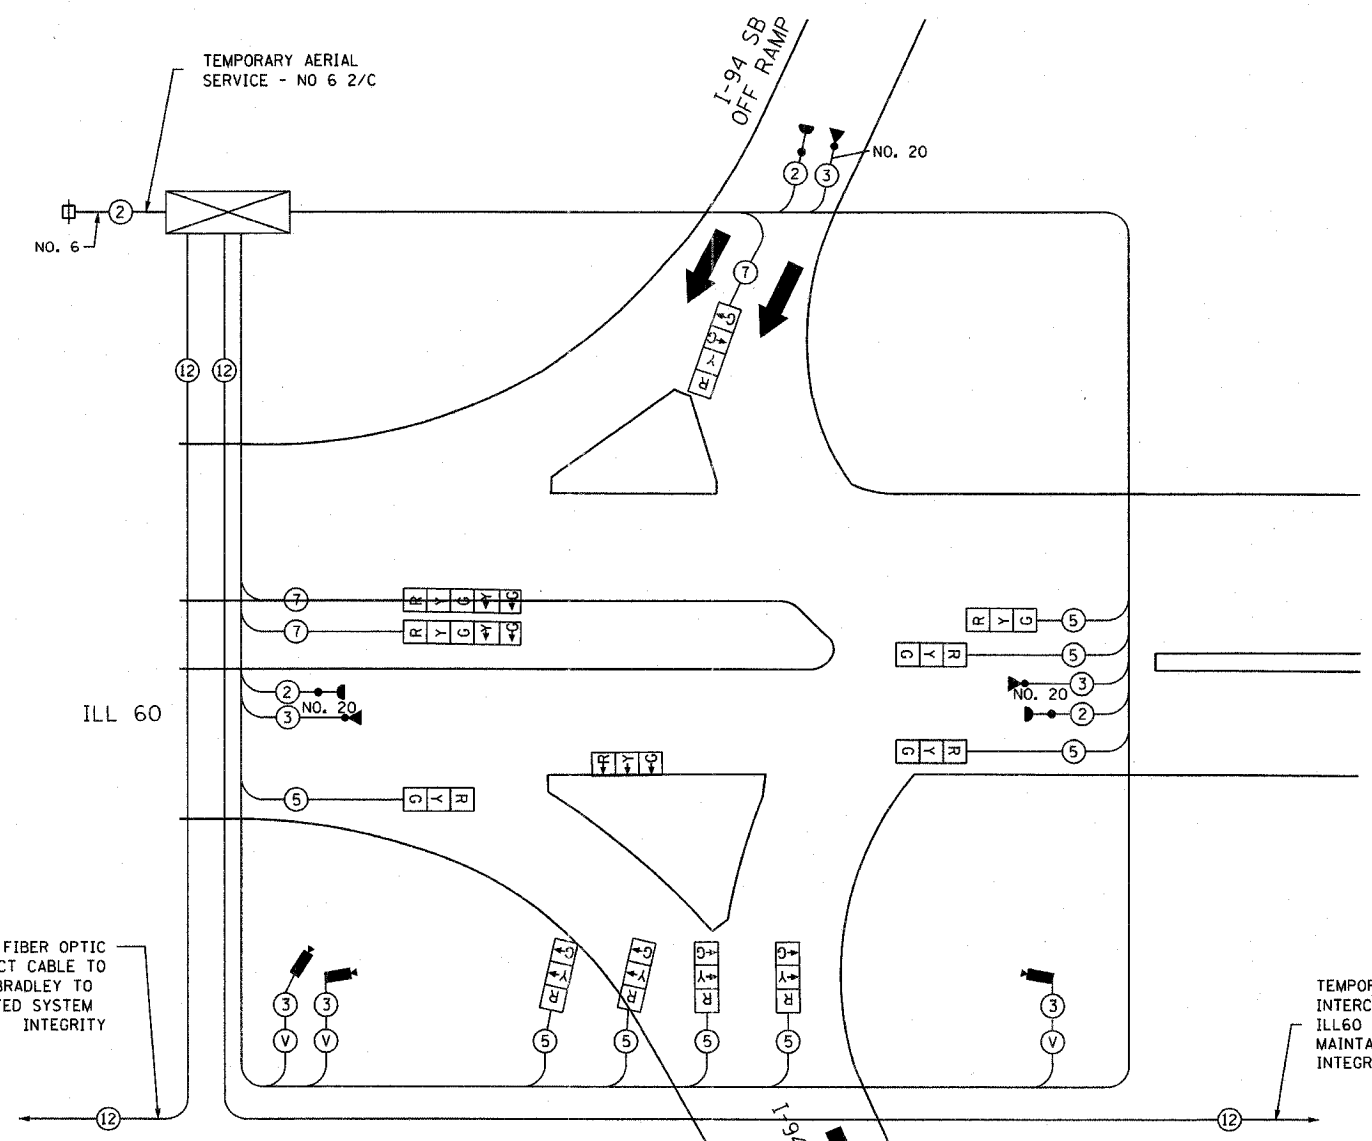 TEMPORARY AERIAL
SERVICE - NO 6 2/C
I-94 SB
OFF RAMP
NO. 20
2
3
2
NO. 6
7
G
G
Y
R
12
12
7
R Y G Y G
7
R Y G Y G
R Y G
5
G Y R
5
3
NO. 20
2
2
NO. 20
3
ILL 60
G Y R
5
R Y G
5
G Y R
FIBER OPTIC
CT CABLE TO
BRADLEY TO
TED SYSTEM
INTEGRITY
G
Y
R
G
Y
R
G
Y
R
G
Y
R
3
3
3
V
V
5
5
5
5
V
TEMPOR
INTERC
ILL60
MAINTA
INTEGR
12
12
I-94